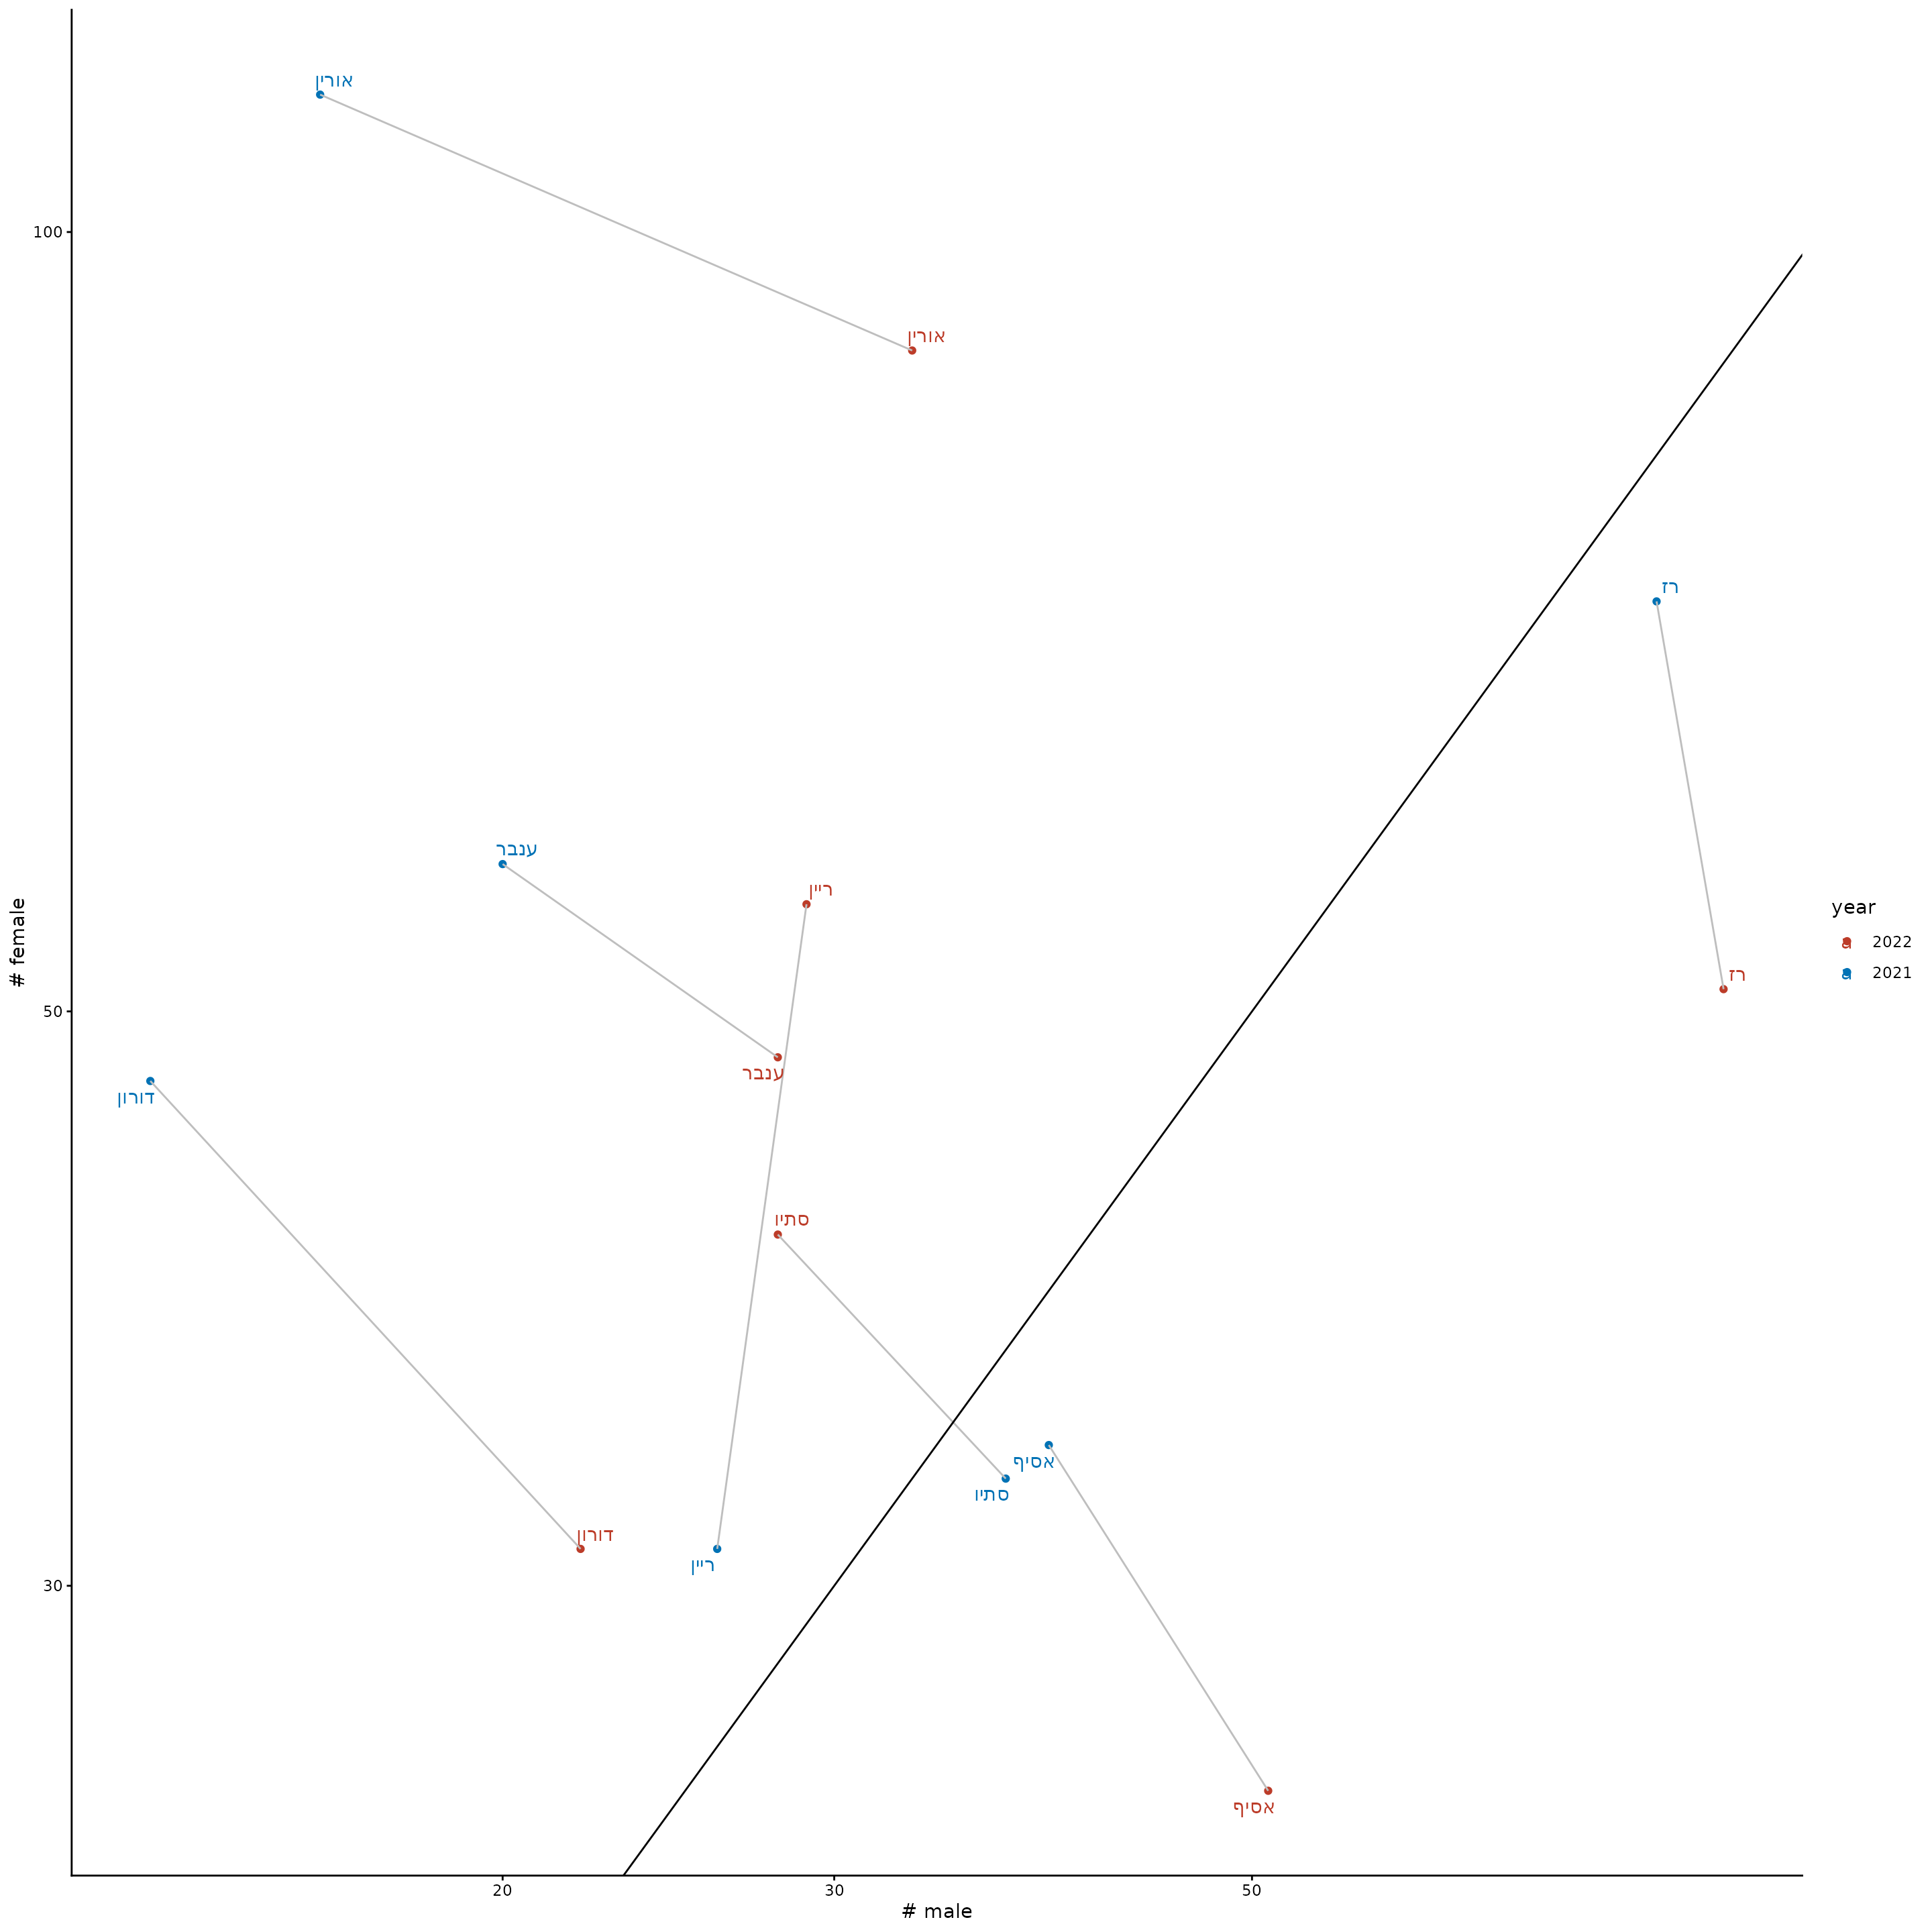 אורין
100
אורין
רז
ענבר
ריין
year
2022
2021
# female
רז
50
ענבר
דורון
סתיו
אסיף
סתיו
דורון
ריין
30
אסיף
20
30
50
# male